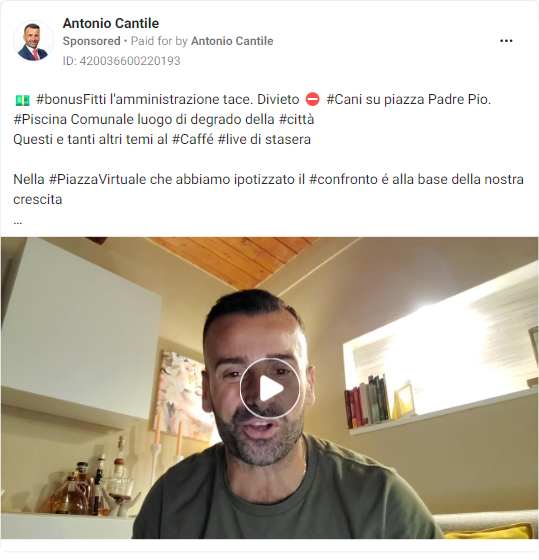 Antonio Cantile
Sponsored • Paid for by Antonio Cantile
ID: 420036600220193
💵 #bonusFitti l'amministrazione tace. Divieto ⛔ #Cani su piazza Padre Pio.
#Piscina Comunale luogo di degrado della #città
Questi e tanti altri temi al #Caffé #live di stasera
Nella #PiazzaVirtuale che abbiamo ipotizzato il #confronto é alla base della nostra
crescita
...